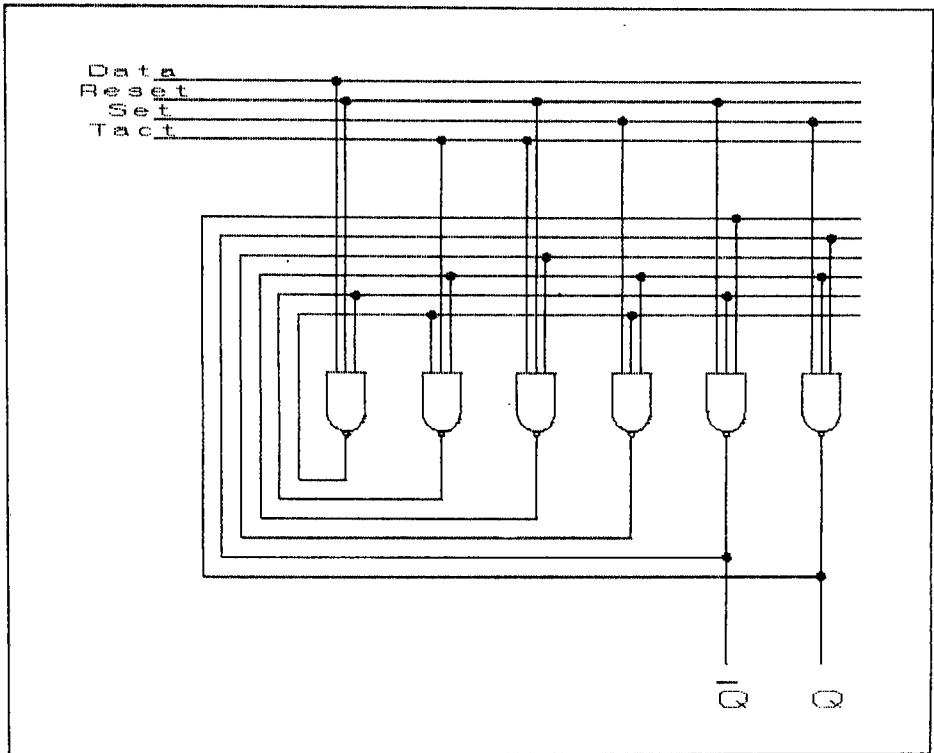 Data
Reset
Set
Tact
Q̅ Q